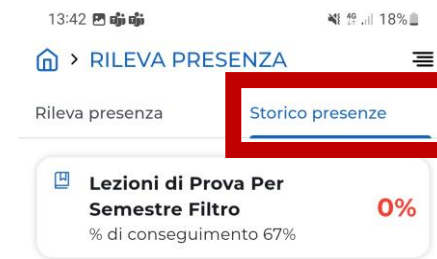 13:42 18%
RILEVA PRESENZA
Rileva presenza Storico presenze
Lezioni di Prova Per
Semestre Filtro
0%
% di conseguimento 67%